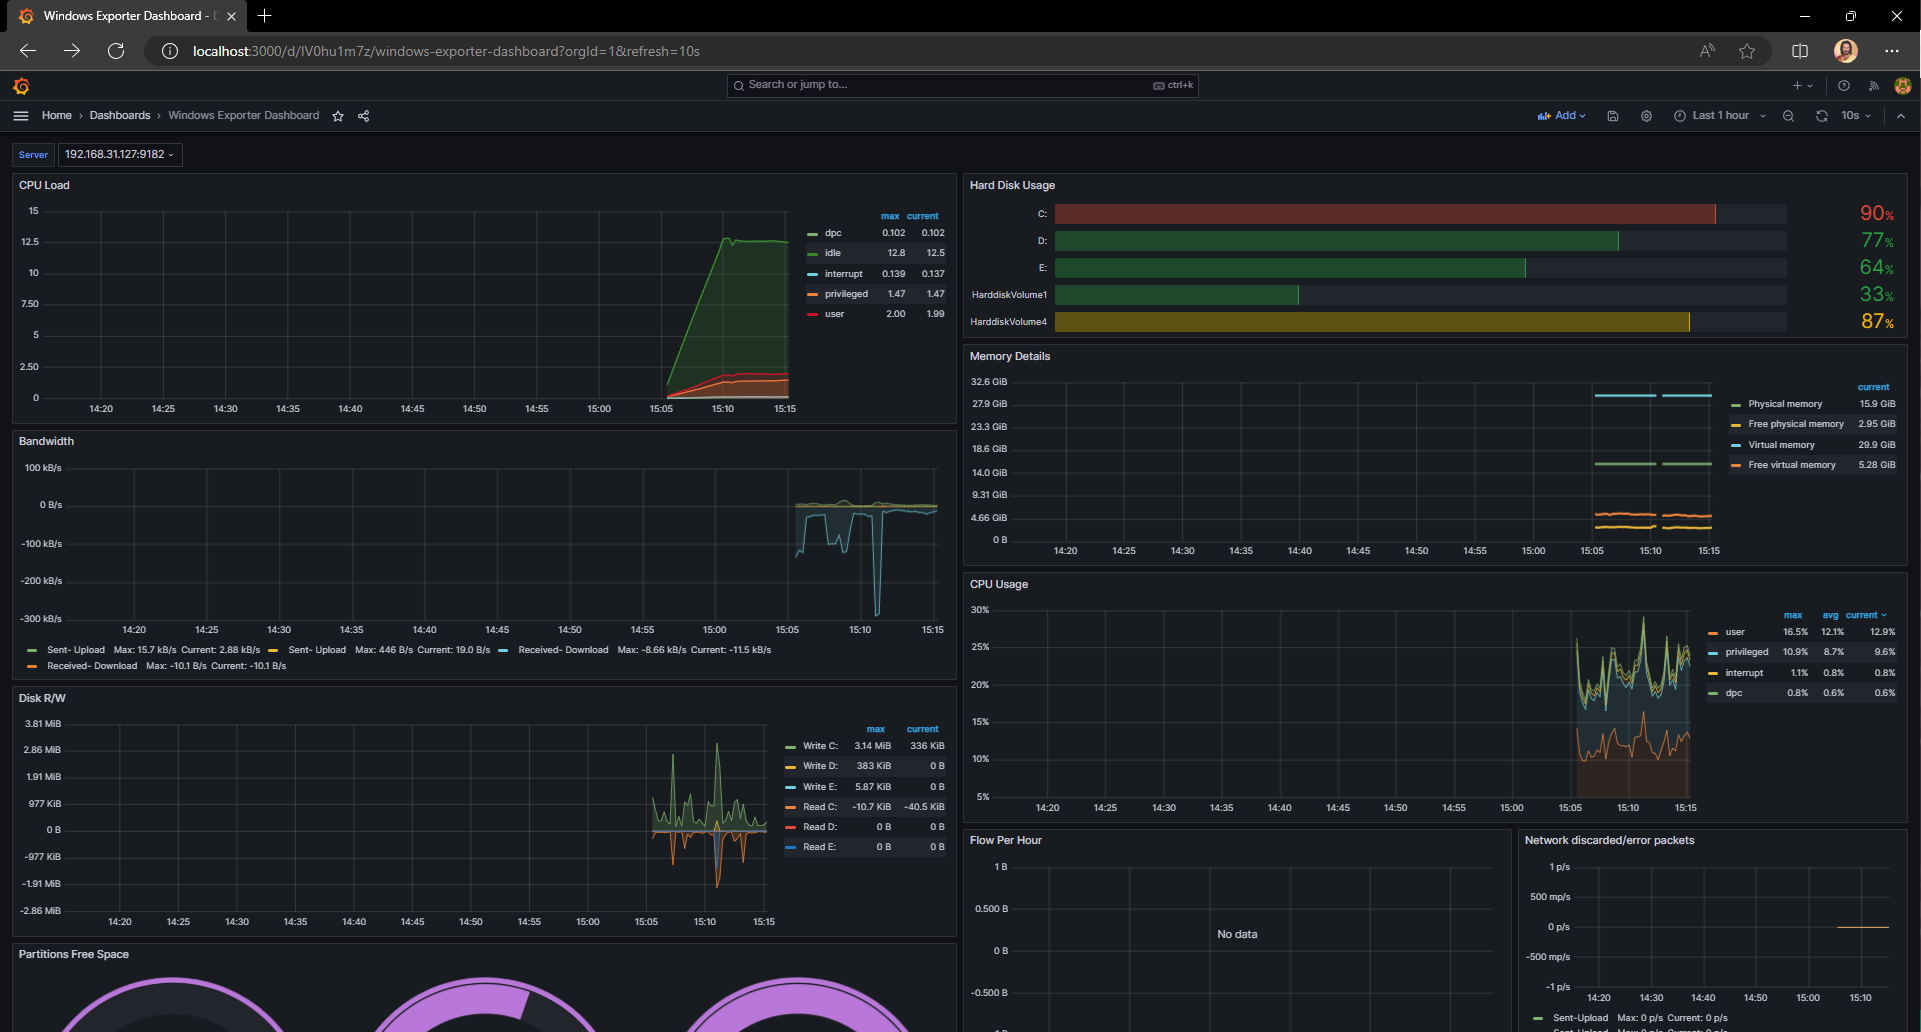 Windows Exporter Dashboard -
localhost:3000/d/IV0hu1m7z/windows-exporter-dashboard?orgId=1&refresh=10s
Search or jump to...
ctrl+k
Home › Dashboards › Windows Exporter Dashboard
Add
Last 1 hour
10s
Server 192.168.31.127:9182
CPU Load
15
12.5
10
7.50
5
2.50
0
14:20 14:25 14:30 14:35 14:40 14:45 14:50 14:55 15:00 15:05 15:10 15:15
max current
dpc 0.102 0.102
idle 12.8 12.5
interrupt 0.139 0.137
privileged 1.47 1.47
user 2.00 1.99
Hard Disk Usage
C: 90%
D: 77%
E: 64%
HarddiskVolume1 33%
HarddiskVolume4 87%
Memory Details
32.6 GiB
27.9 GiB
23.3 GiB
18.6 GiB
14.0 GiB
9.31 GiB
4.66 GiB
0 B
14:20 14:25 14:30 14:35 14:40 14:45 14:50 14:55 15:00 15:05 15:10 15:15
current
Physical memory 15.9 GiB
Free physical memory 2.95 GiB
Virtual memory 29.9 GiB
Free virtual memory 5.28 GiB
Bandwidth
100 kB/s
0 B/s
-100 kB/s
-200 kB/s
-300 kB/s
14:20 14:25 14:30 14:35 14:40 14:45 14:50 14:55 15:00 15:05 15:10 15:15
Sent- Upload Max: 15.7 kB/s Current: 2.88 kB/s Sent- Upload Max: 446 B/s Current: 19.0 B/s Received- Download Max: -8.66 kB/s Current: -11.5 kB/s
Received- Download Max: -10.1 B/s Current: -10.1 B/s
CPU Usage
30%
25%
20%
15%
10%
5%
14:20 14:25 14:30 14:35 14:40 14:45 14:50 14:55 15:00 15:05 15:10 15:15
max avg current
user 16.5% 12.1% 12.9%
privileged 10.9% 8.7% 9.6%
interrupt 1.1% 0.8% 0.8%
dpc 0.8% 0.6% 0.6%
Disk R/W
3.81 MiB
2.86 MiB
1.91 MiB
977 KiB
0 B
-977 KiB
-1.91 MiB
-2.86 MiB
14:20 14:25 14:30 14:35 14:40 14:45 14:50 14:55 15:00 15:05 15:10 15:15
max current
Write C: 3.14 MiB 336 KiB
Write D: 383 KiB 0 B
Write E: 5.87 KiB 0 B
Read C: -10.7 KiB -40.5 KiB
Read D: 0 B 0 B
Read E: 0 B 0 B
Flow Per Hour
1 B
0.500 B
0 B
-0.500 B
No data
Network discarded/error packets
1 p/s
500 mp/s
0 p/s
-500 mp/s
-1 p/s
14:20 14:30 14:40 14:50 15:00 15:10
Sent-Upload Max: 0 p/s Current: 0 p/s
Partitions Free Space